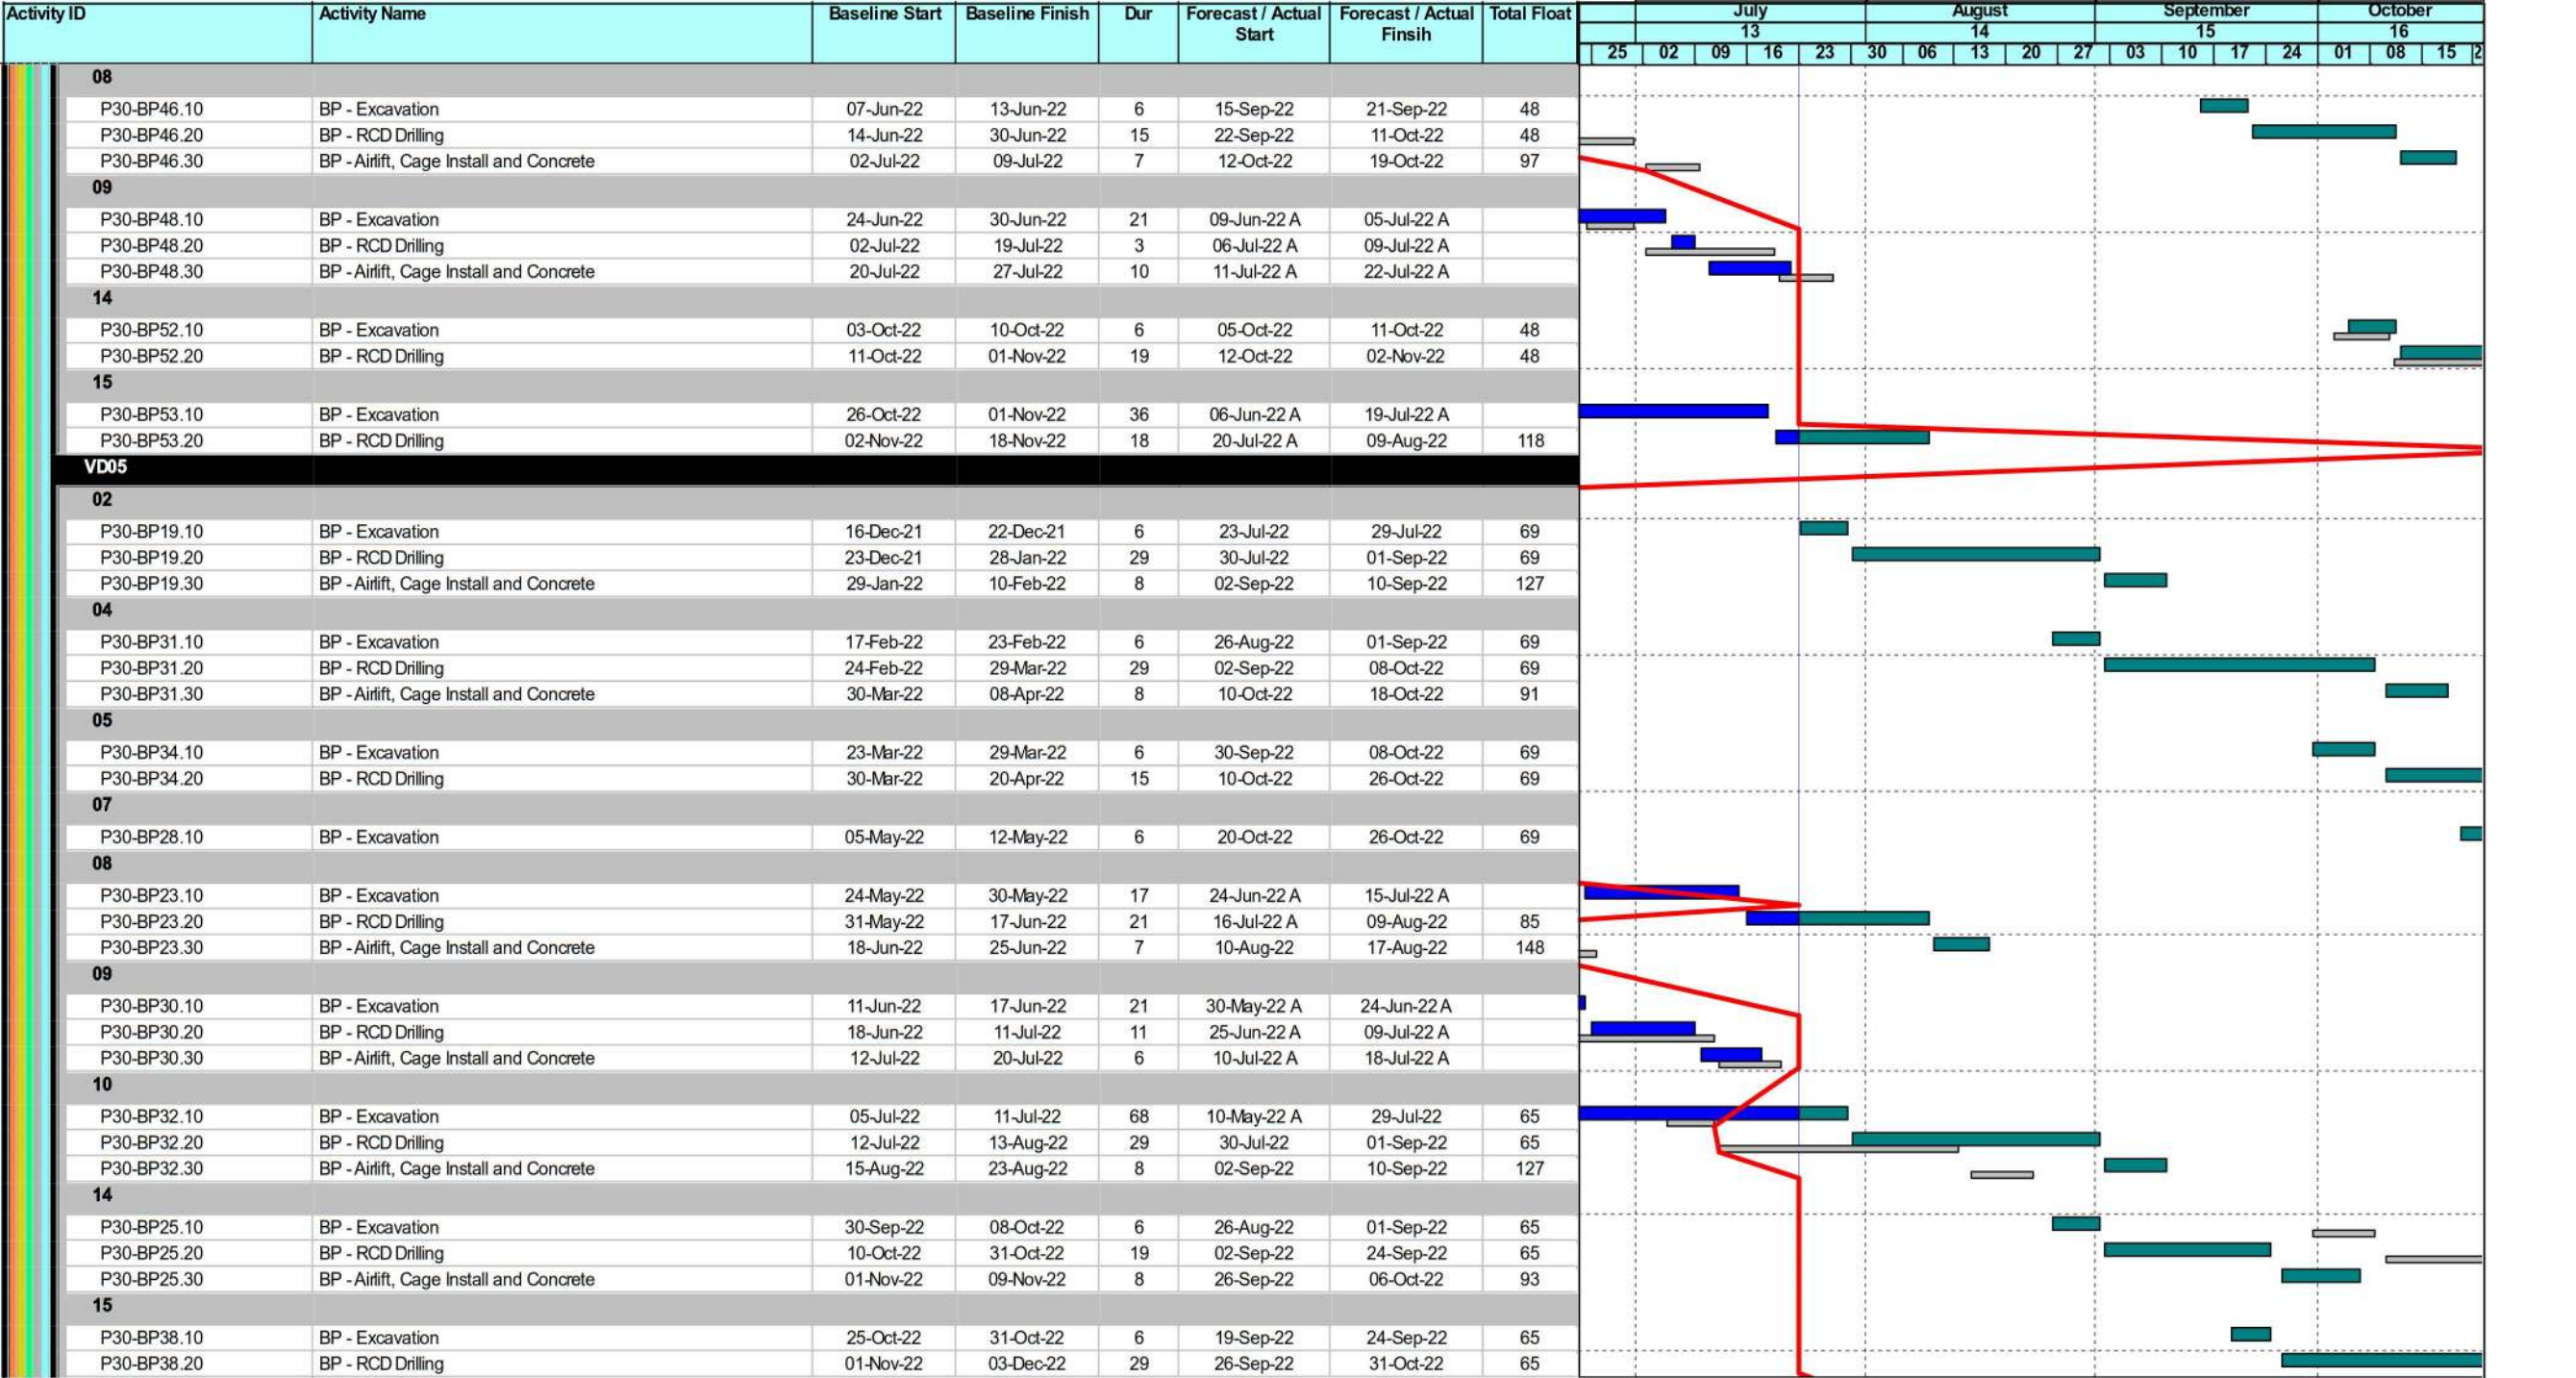 Activity ID Activity Name Baseline Start Baseline Finish Dur Forecast / Actual Start Forecast / Actual Finsih Total Float
July August September October
13 14 15 16
25 02 09 16 23 30 06 13 20 27 03 10 17 24 01 08 15 2
08
P30-BP46.10 BP - Excavation 07-Jun-22 13-Jun-22 6 15-Sep-22 21-Sep-22 48
P30-BP46.20 BP - RCD Drilling 14-Jun-22 30-Jun-22 15 22-Sep-22 11-Oct-22 48
P30-BP46.30 BP - Airlift, Cage Install and Concrete 02-Jul-22 09-Jul-22 7 12-Oct-22 19-Oct-22 97
09
P30-BP48.10 BP - Excavation 24-Jun-22 30-Jun-22 21 09-Jun-22 A 05-Jul-22 A
P30-BP48.20 BP - RCD Drilling 02-Jul-22 19-Jul-22 3 06-Jul-22 A 09-Jul-22 A
P30-BP48.30 BP - Airlift, Cage Install and Concrete 20-Jul-22 27-Jul-22 10 11-Jul-22 A 22-Jul-22 A
14
P30-BP52.10 BP - Excavation 03-Oct-22 10-Oct-22 6 05-Oct-22 11-Oct-22 48
P30-BP52.20 BP - RCD Drilling 11-Oct-22 01-Nov-22 19 12-Oct-22 02-Nov-22 48
15
P30-BP53.10 BP - Excavation 26-Oct-22 01-Nov-22 36 06-Jun-22 A 19-Jul-22 A
P30-BP53.20 BP - RCD Drilling 02-Nov-22 18-Nov-22 18 20-Jul-22 A 09-Aug-22 118
VD05
02
P30-BP19.10 BP - Excavation 16-Dec-21 22-Dec-21 6 23-Jul-22 29-Jul-22 69
P30-BP19.20 BP - RCD Drilling 23-Dec-21 28-Jan-22 29 30-Jul-22 01-Sep-22 69
P30-BP19.30 BP - Airlift, Cage Install and Concrete 29-Jan-22 10-Feb-22 8 02-Sep-22 10-Sep-22 127
04
P30-BP31.10 BP - Excavation 17-Feb-22 23-Feb-22 6 26-Aug-22 01-Sep-22 69
P30-BP31.20 BP - RCD Drilling 24-Feb-22 29-Mar-22 29 02-Sep-22 08-Oct-22 69
P30-BP31.30 BP - Airlift, Cage Install and Concrete 30-Mar-22 08-Apr-22 8 10-Oct-22 18-Oct-22 91
05
P30-BP34.10 BP - Excavation 23-Mar-22 29-Mar-22 6 30-Sep-22 08-Oct-22 69
P30-BP34.20 BP - RCD Drilling 30-Mar-22 20-Apr-22 15 10-Oct-22 26-Oct-22 69
07
P30-BP28.10 BP - Excavation 05-May-22 12-May-22 6 20-Oct-22 26-Oct-22 69
08
P30-BP23.10 BP - Excavation 24-May-22 30-May-22 17 24-Jun-22 A 15-Jul-22 A
P30-BP23.20 BP - RCD Drilling 31-May-22 17-Jun-22 21 16-Jul-22 A 09-Aug-22 85
P30-BP23.30 BP - Airlift, Cage Install and Concrete 18-Jun-22 25-Jun-22 7 10-Aug-22 17-Aug-22 148
09
P30-BP30.10 BP - Excavation 11-Jun-22 17-Jun-22 21 30-May-22 A 24-Jun-22 A
P30-BP30.20 BP - RCD Drilling 18-Jun-22 11-Jul-22 11 25-Jun-22 A 09-Jul-22 A
P30-BP30.30 BP - Airlift, Cage Install and Concrete 12-Jul-22 20-Jul-22 6 10-Jul-22 A 18-Jul-22 A
10
P30-BP32.10 BP - Excavation 05-Jul-22 11-Jul-22 68 10-May-22 A 29-Jul-22 65
P30-BP32.20 BP - RCD Drilling 12-Jul-22 13-Aug-22 29 30-Jul-22 01-Sep-22 65
P30-BP32.30 BP - Airlift, Cage Install and Concrete 15-Aug-22 23-Aug-22 8 02-Sep-22 10-Sep-22 127
14
P30-BP25.10 BP - Excavation 30-Sep-22 08-Oct-22 6 26-Aug-22 01-Sep-22 65
P30-BP25.20 BP - RCD Drilling 10-Oct-22 31-Oct-22 19 02-Sep-22 24-Sep-22 65
P30-BP25.30 BP - Airlift, Cage Install and Concrete 01-Nov-22 09-Nov-22 8 26-Sep-22 06-Oct-22 93
15
P30-BP38.10 BP - Excavation 25-Oct-22 31-Oct-22 6 19-Sep-22 24-Sep-22 65
P30-BP38.20 BP - RCD Drilling 01-Nov-22 03-Dec-22 29 26-Sep-22 31-Oct-22 65